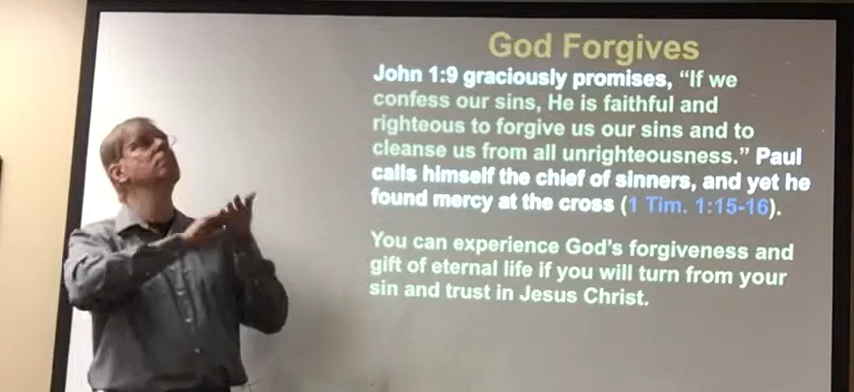 God Forgives
John 1:9 graciously promises, “If we
confess our sins, He is faithful and
righteous to forgive us our sins and to
cleanse us from all unrighteousness.” Paul
calls himself the chief of sinners, and yet he
found mercy at the cross (1 Tim. 1:15-16).
You can experience God’s forgiveness and
gift of eternal life if you will turn from your
sin and trust in Jesus Christ.